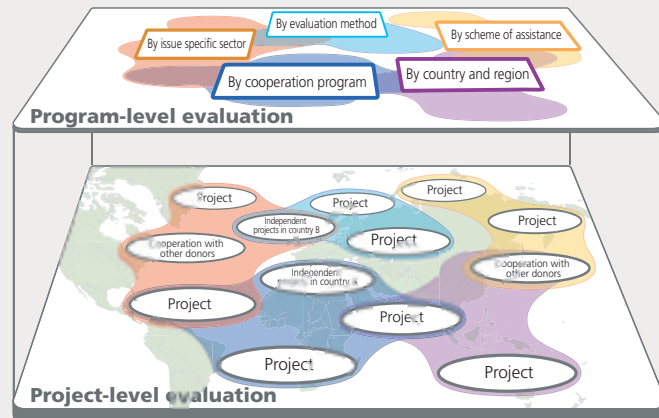 By evaluation method
By issue specific sector
By scheme of assistance
By cooperation program
By country and region
Program-level evaluation
Project
Project
Project
Independent
projects in country B
Project
Project
Cooperation with
other donors
Independent
projects in country
Cooperation with
other donors
Project
Project
Project
Project
Project-level evaluation